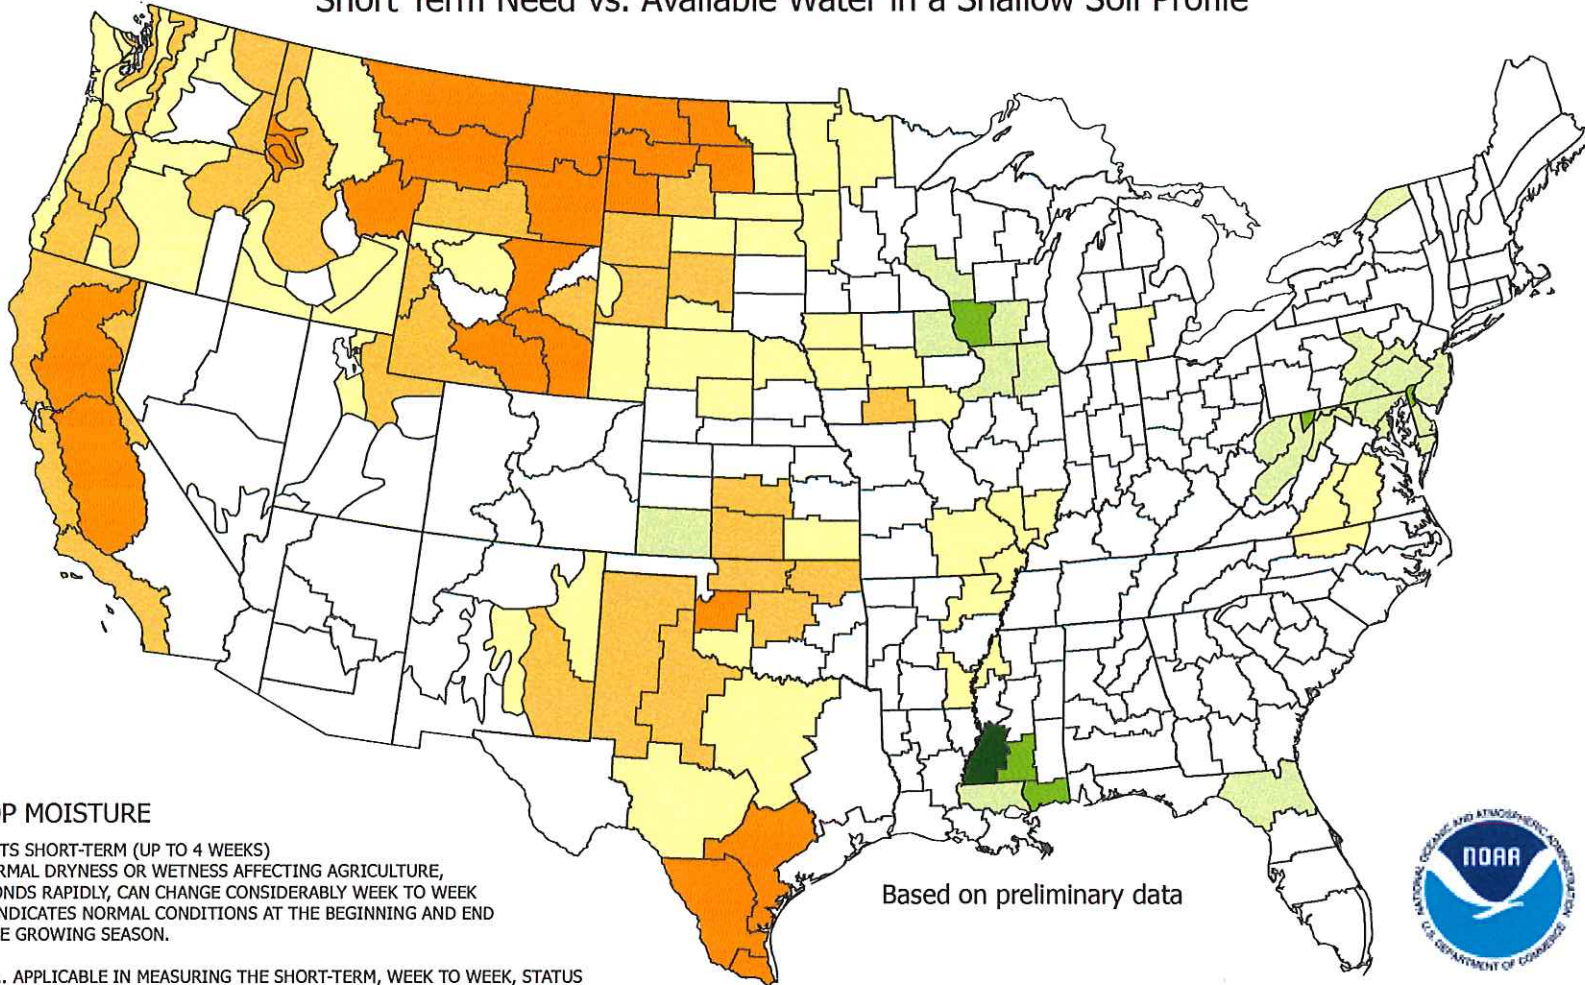 Short Term Need vs. Available Water in a Shallow Soil Profile
OP MOISTURE
TS SHORT-TERM (UP TO 4 WEEKS)
RMAL DRYNESS OR WETNESS AFFECTING AGRICULTURE,
ONDS RAPIDLY, CAN CHANGE CONSIDERABLY WEEK TO WEEK
NDICATES NORMAL CONDITIONS AT THE BEGINNING AND END
E GROWING SEASON.
.. APPLICABLE IN MEASURING THE SHORT-TERM, WEEK TO WEEK, STATUS
Based on preliminary data
NATIONAL OCEANIC AND ATMOSPHERIC ADMINISTRATION
NOAA
U.S. DEPARTMENT OF COMMERCE